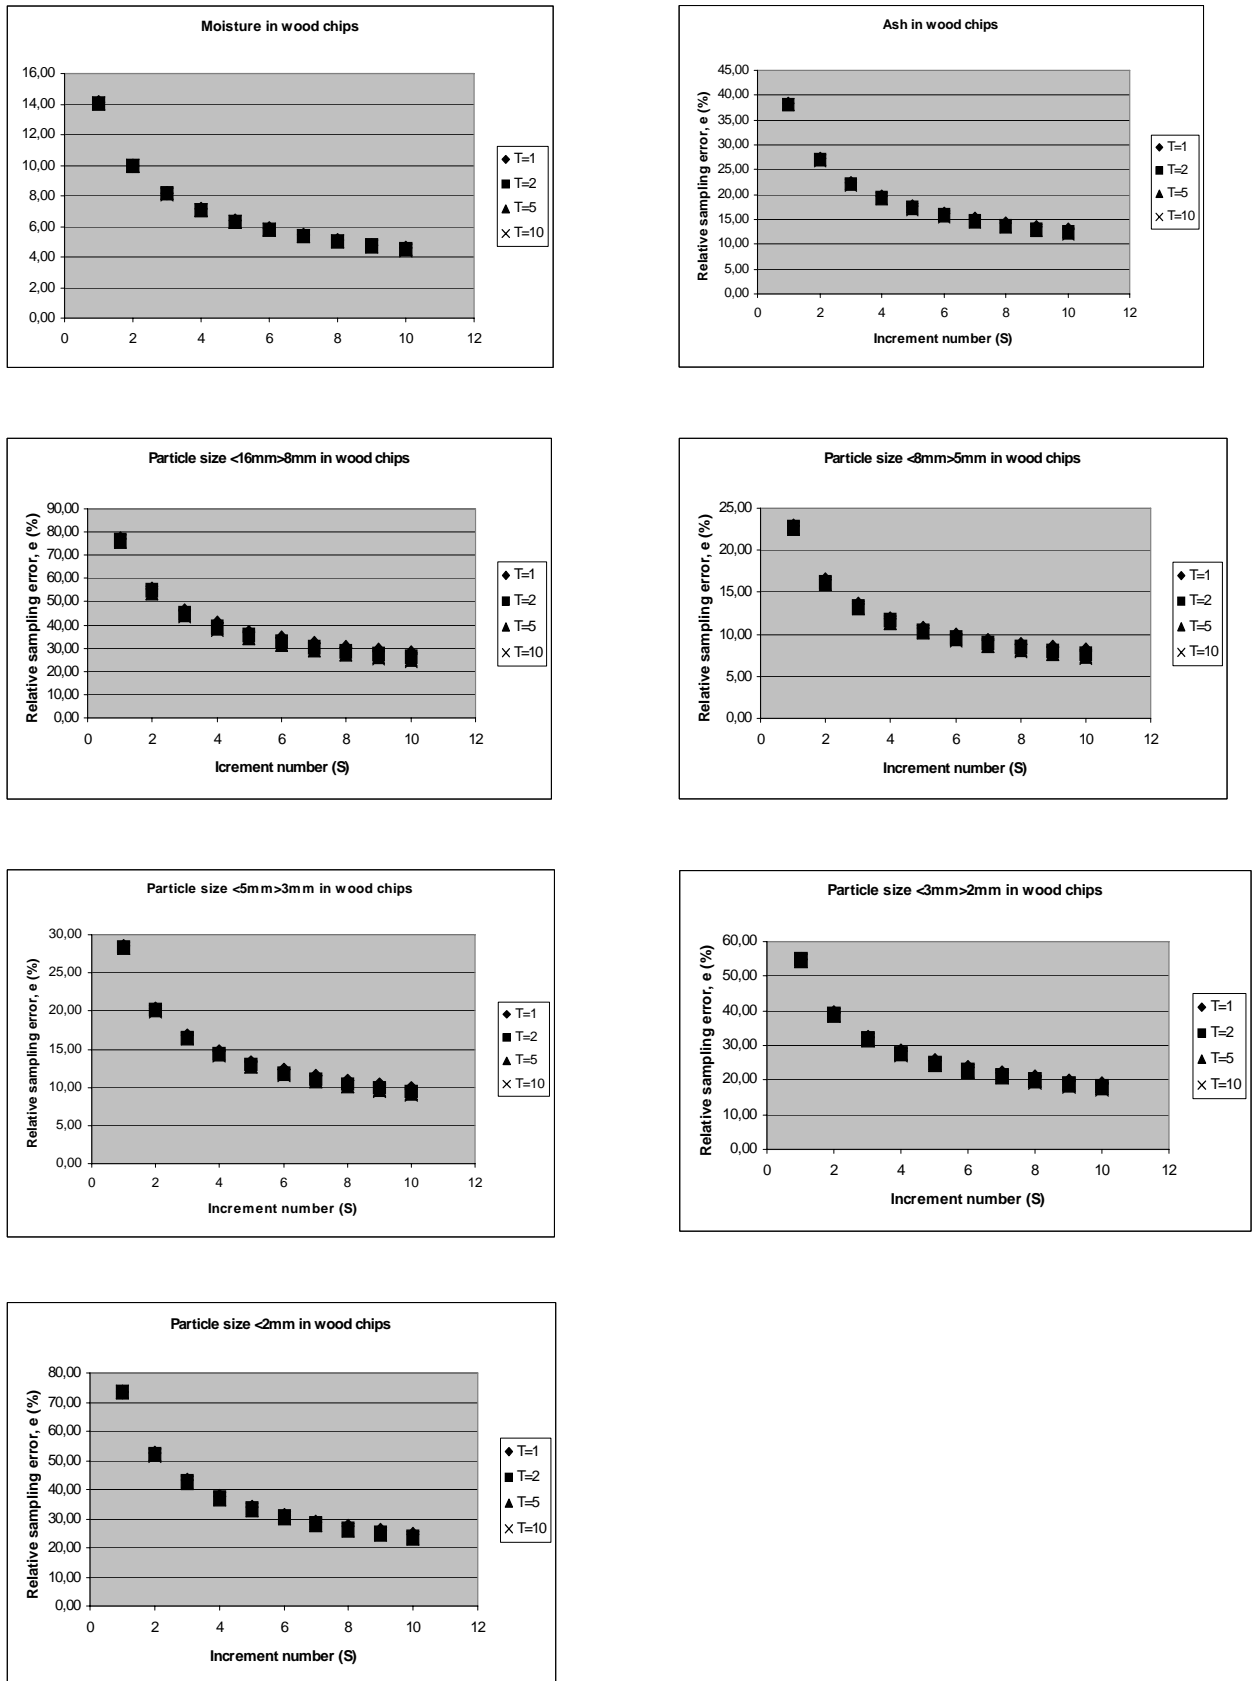 Moisture in wood chips
16,00
14,00
12,00
10,00
8,00
6,00
4,00
2,00
0,00
0 2 4 6 8 10 12
T=1
T=2
T=5
T=10
Ash in wood chips
Relative sampling error, e (%)
45,00
40,00
35,00
30,00
25,00
20,00
15,00
10,00
5,00
0,00
0 2 4 6 8 10 12
Increment number (S)
T=1
T=2
T=5
T=10
Particle size <16mm>8mm in wood chips
Relative sampling error, e (%)
90,00
80,00
70,00
60,00
50,00
40,00
30,00
20,00
10,00
0,00
0 2 4 6 8 10 12
Icrement number (S)
T=1
T=2
T=5
T=10
Particle size <8mm>5mm in wood chips
Relative sampling error, e (%)
25,00
20,00
15,00
10,00
5,00
0,00
0 2 4 6 8 10 12
Increment number (S)
T=1
T=2
T=5
T=10
Particle size <5mm>3mm in wood chips
Relative sampling error, e (%)
30,00
25,00
20,00
15,00
10,00
5,00
0,00
0 2 4 6 8 10 12
Increment number (S)
T=1
T=2
T=5
T=10
Particle size <3mm>2mm in wood chips
Relative sampling error, e (%)
60,00
50,00
40,00
30,00
20,00
10,00
0,00
0 2 4 6 8 10 12
Increment number (S)
T=1
T=2
T=5
T=10
Particle size <2mm in wood chips
Relative sampling error, e (%)
80,00
70,00
60,00
50,00
40,00
30,00
20,00
10,00
0,00
0 2 4 6 8 10 12
Increment number (S)
T=1
T=2
T=5
T=10